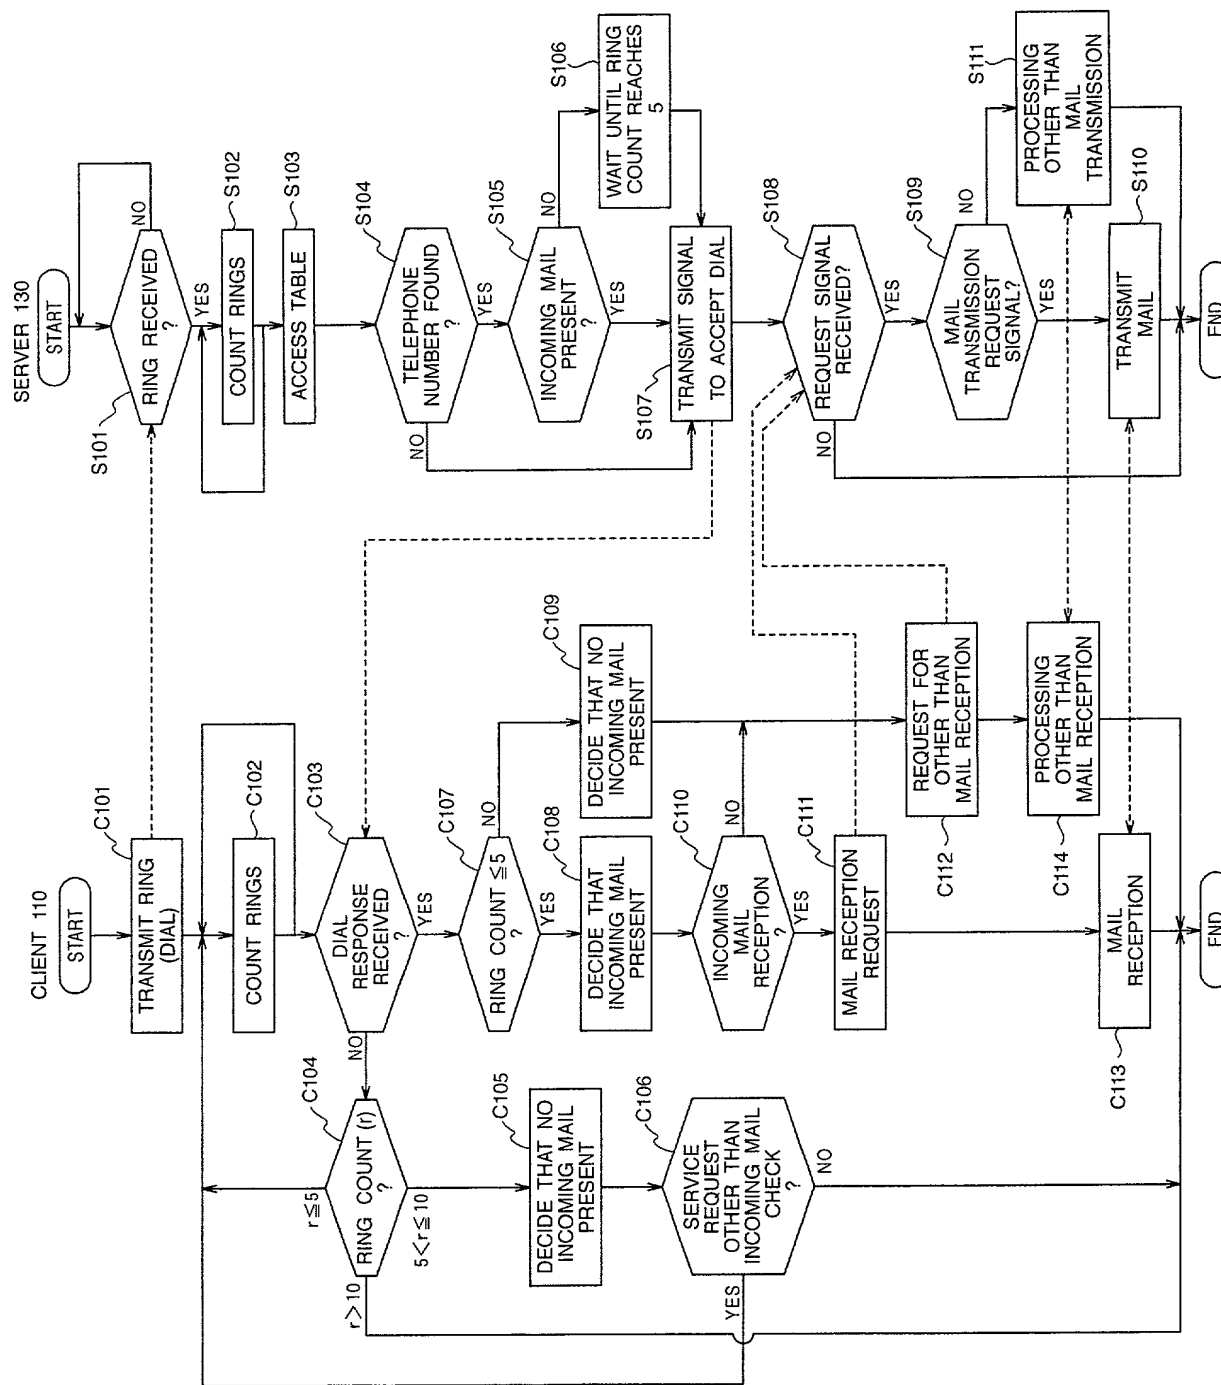 CLIENT 110
START
C101
TRANSMIT RING
(DIAL)
C102
COUNT RINGS
C103
DIAL
RESPONSE
RECEIVED
?
NO
YES
C104
RING COUNT (r)
?
r≦5
5<r≦10
r>10
C105
DECIDE THAT NO
INCOMING MAIL
PRESENT
C106
SERVICE
REQUEST
OTHER THAN
INCOMING MAIL
CHECK
?
YES
NO
C107
RING COUNT ≦5
?
NO
YES
C108
DECIDE THAT
INCOMING MAIL
PRESENT
C109
DECIDE THAT NO
INCOMING MAIL
PRESENT
C110
INCOMING
MAIL
RECEPTION
?
NO
YES
C111
MAIL RECEPTION
REQUEST
C112
REQUEST FOR
OTHER THAN
MAIL RECEPTION
C114
PROCESSING
OTHER THAN
MAIL RECEPTION
C113
MAIL
RECEPTION
END
SERVER 130
START
S101
RING RECEIVED
?
NO
YES
S102
COUNT RINGS
S103
ACCESS TABLE
S104
TELEPHONE
NUMBER FOUND
?
NO
YES
S105
INCOMING MAIL
PRESENT
?
NO
YES
S106
WAIT UNTIL RING
COUNT REACHES
5
S107
TRANSMIT SIGNAL
TO ACCEPT DIAL
S108
REQUEST SIGNAL
RECEIVED?
NO
YES
S109
MAIL
TRANSMISSION
REQUEST
SIGNAL?
NO
YES
S111
PROCESSING
OTHER THAN
MAIL
TRANSMISSION
S110
TRANSMIT
MAIL
END